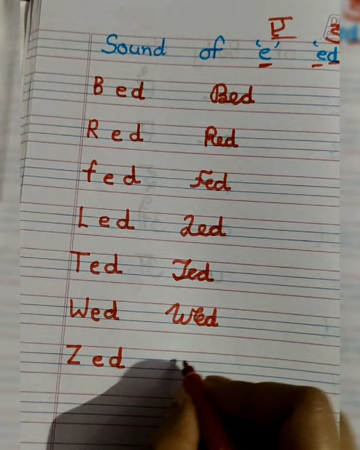 ए
Sound of 'e' 'ed
Bed Bed
Red Red
fed Fed
Led Led
Ted Ted
Wed Wed
Zed